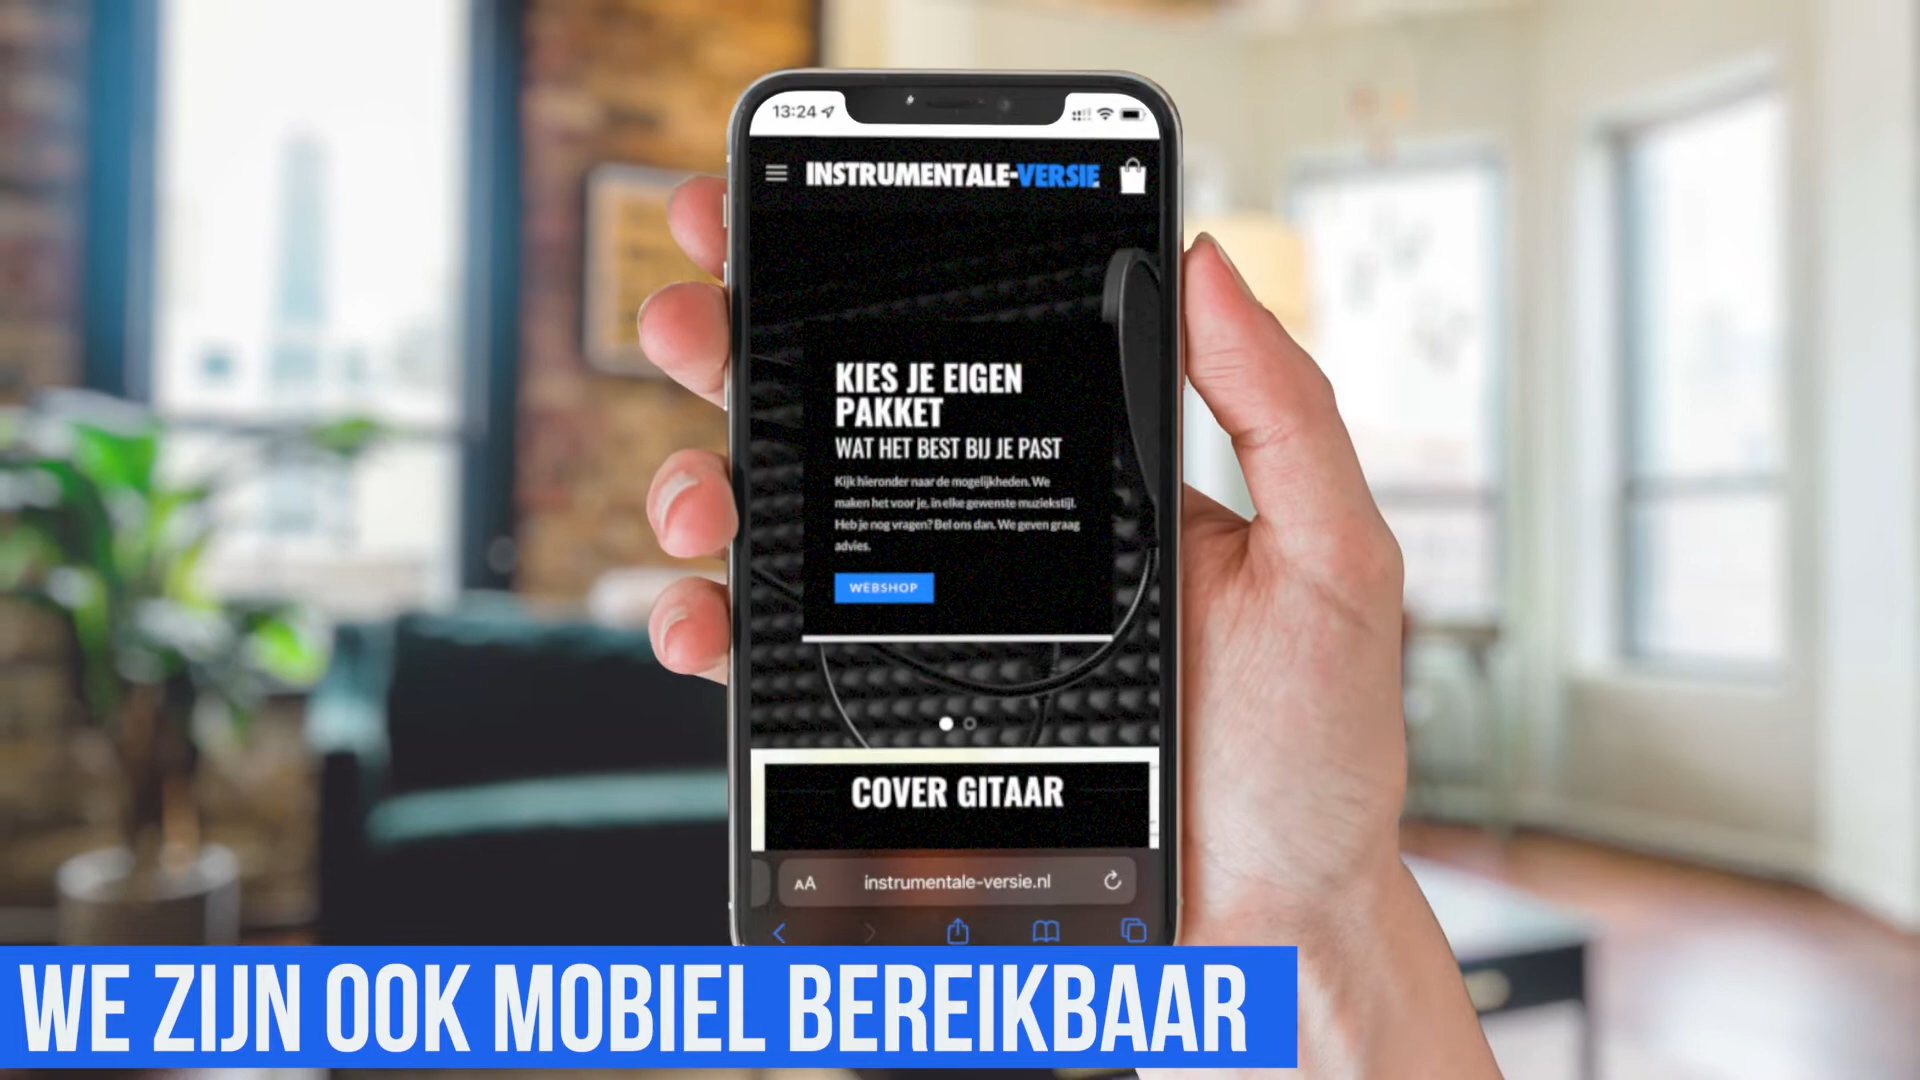 13:24
INSTRUMENTALE-VERSIE
KIES JE EIGEN
PAKKET
WAT HET BEST BIJ JE PAST
Kijk hieronder naar de mogelijkheden. We
maken het voor je, in elke gewenste muziekstijl.
Heb je nog vragen? Bel ons dan. We geven graag
advies.
WEBSHOP
COVER GITAAR
AA instrumentale-versie.nl
WE ZIJN OOK MOBIEL BEREIKBAAR